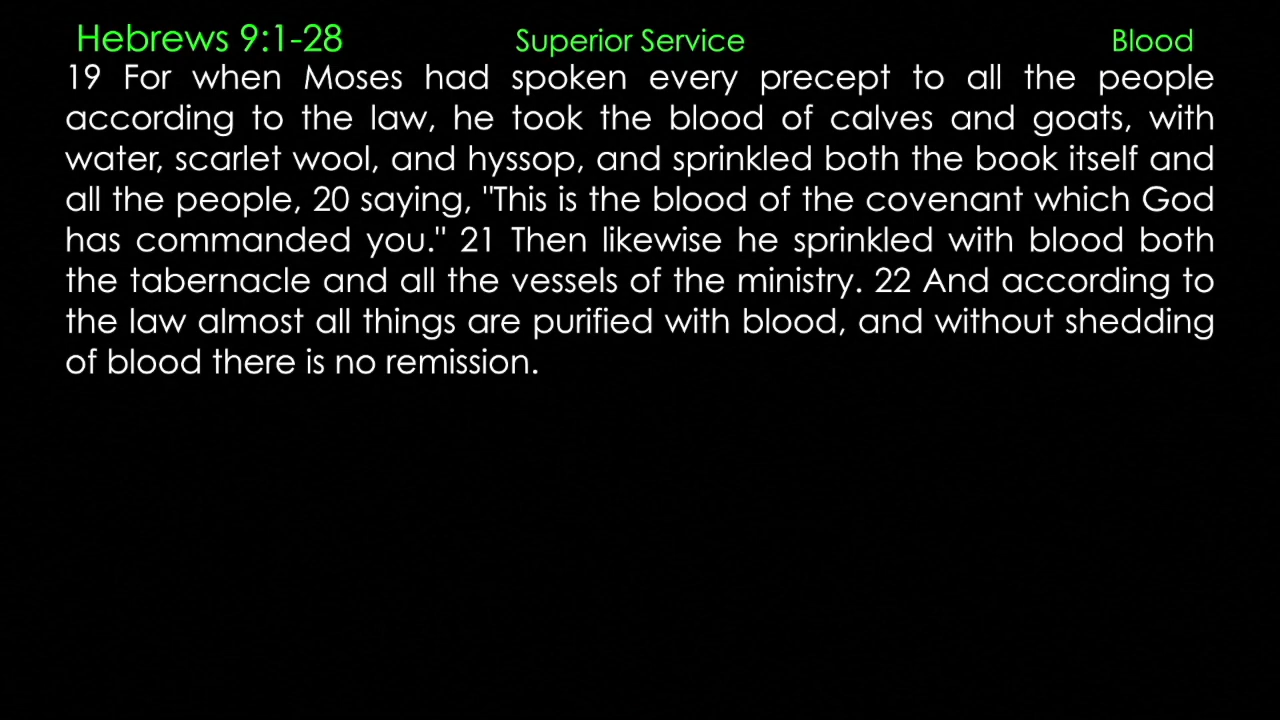 Hebrews 9:1-28 Superior Service Blood
19 For when Moses had spoken every precept to all the people
according to the law, he took the blood of calves and goats, with
water, scarlet wool, and hyssop, and sprinkled both the book itself and
all the people, 20 saying, "This is the blood of the covenant which God
has commanded you." 21 Then likewise he sprinkled with blood both
the tabernacle and all the vessels of the ministry. 22 And according to
the law almost all things are purified with blood, and without shedding
of blood there is no remission.